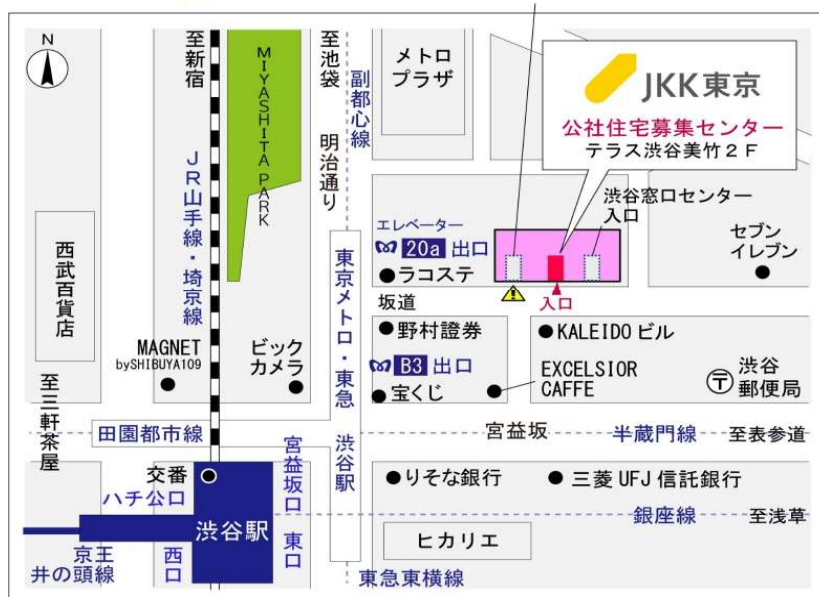 N
至新宿
MIYASHITA PARK
至池袋
明治通り
副都心線
メトロ
プラザ
JKK東京
公社住宅募集センター
テラス渋谷美竹2F
JR山手線・埼京線
西武百貨店
エレベーター
20a 出口
ラコステ
渋谷窓口センター
入口
セブン
イレブン
入口
坂道
東京メトロ・東急 渋谷駅
野村證券
KALEIDO ビル
MAGNET
bySHIBUYA109
ビック
カメラ
B3 出口
宝くじ
EXCELSIOR
CAFFE
〒
渋谷
郵便局
至三軒茶屋
田園都市線
宮益坂
半蔵門線
至表参道
交番
ハチ公口
宮益坂口
りそな銀行
三菱UFJ信託銀行
渋谷駅
銀座線
至浅草
京王
井の頭線
西口
東口
ヒカリエ
東急東横線